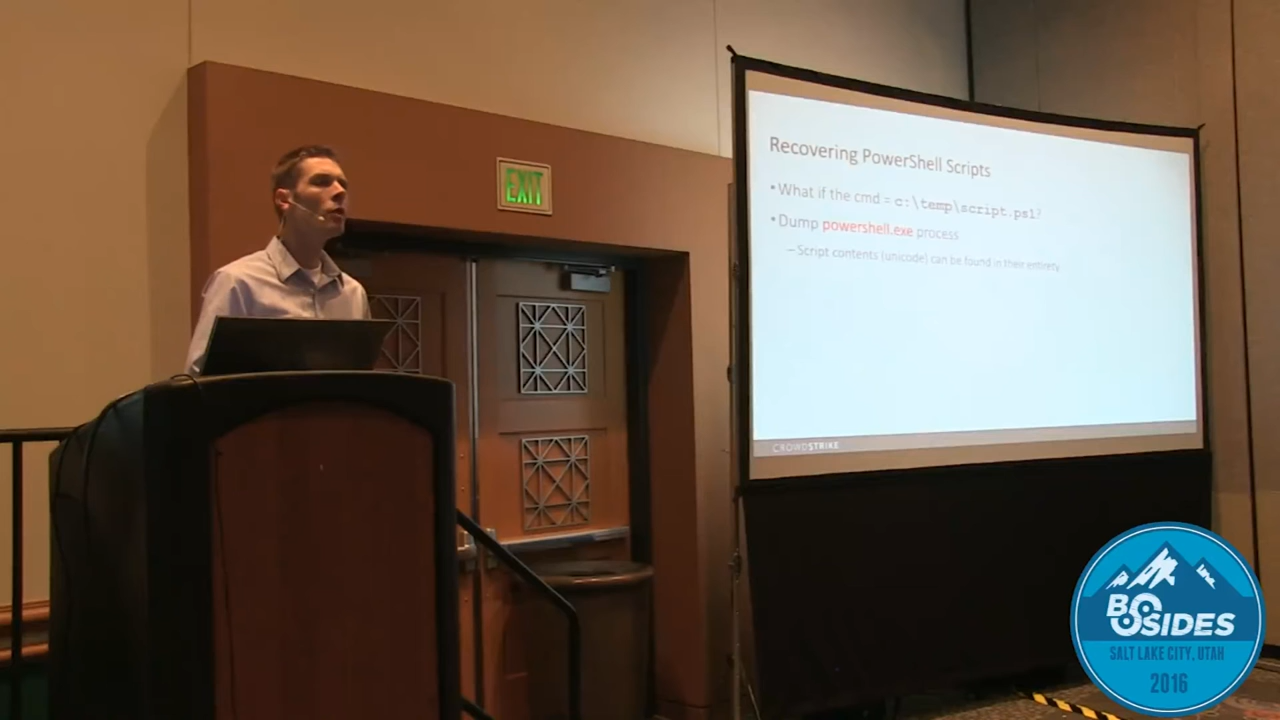 EXIT
Recovering PowerShell Scripts
• What if the cmd = c:\temp\script.ps1?
• Dump powershell.exe process
– Script contents (unicode) can be found in their entirety
CROWDSTRIKE
BSIDES
SALT LAKE CITY, UTAH
2016